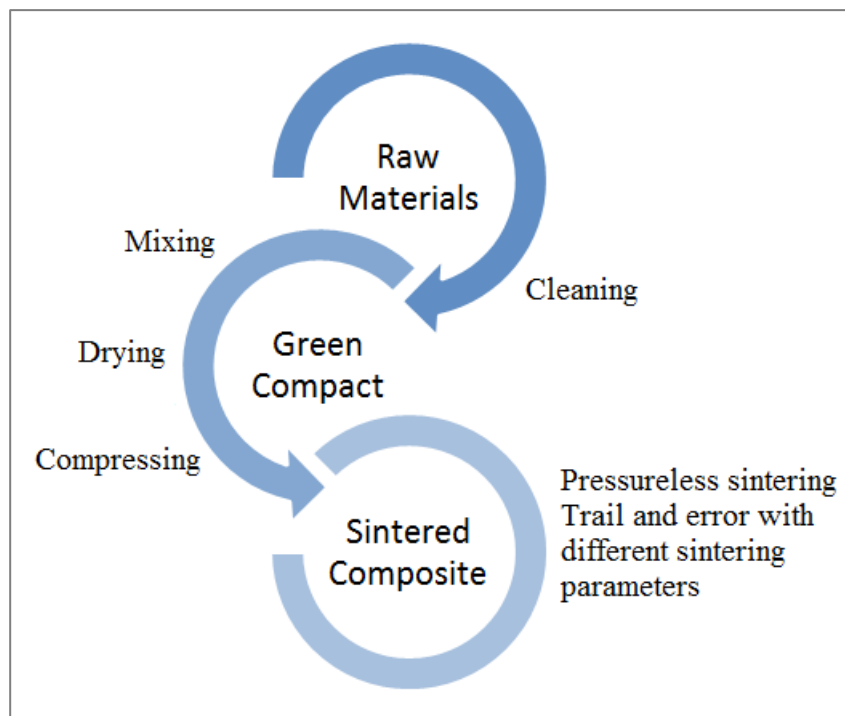 Raw
Materials
Cleaning
Mixing
Drying
Compressing
Green
Compact
Sintered
Composite
Pressureless sintering
Trail and error with
different sintering
parameters